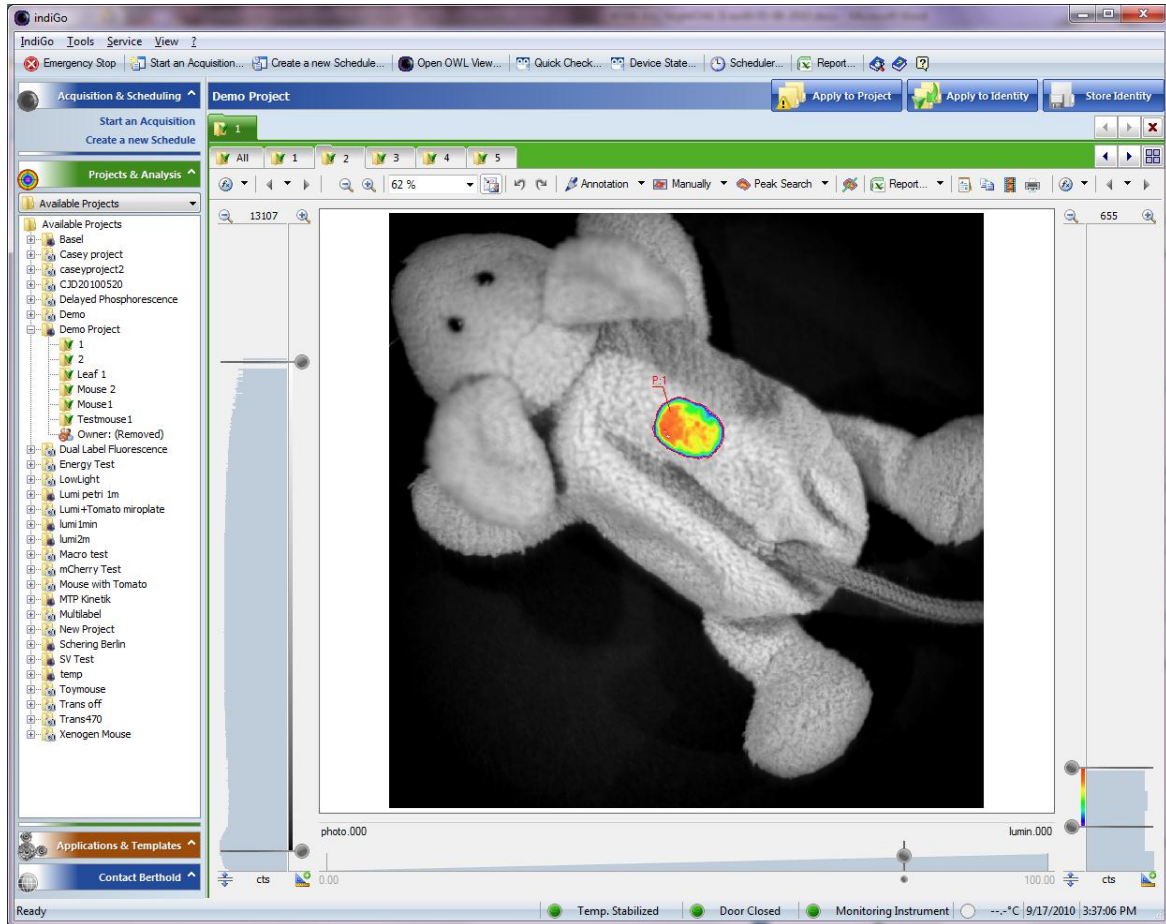 indiGo
IndiGo Tools Service View ?
Emergency Stop Start an Acquisition... Create a new Schedule... Open OWL View... Quick Check... Device State... Scheduler... Report...
Acquisition & Scheduling
Start an Acquisition
Create a new Schedule
Projects & Analysis
Available Projects
Available Projects
Basel
Casey project
caseyproject2
CJD20100520
Delayed Phosphorescence
Demo
Demo Project
1
2
Leaf 1
Mouse 2
Mouse1
Testmouse1
Owner: (Removed)
Dual Label Fluorescence
Energy Test
LowLight
Lumi petri 1m
Lumi+Tomato miroplate
lumi1min
lumi2m
Macro test
mCherry Test
Mouse with Tomato
MTP Kinetik
Multilabel
New Project
Schering Berlin
SV Test
temp
Toymouse
Trans off
Trans470
Xenogen Mouse
Applications & Templates
Contact Berthold
Demo Project Apply to Project Apply to Identity Store Identity
1
All 1 2 3 4 5
62 % Annotation Manually Peak Search Report...
13107 655
P:1
photo.000 lumin.000
cts 0.00 100.00 cts
Ready Temp. Stabilized Door Closed Monitoring Instrument --.-°C 9/17/2010 3:37:06 PM